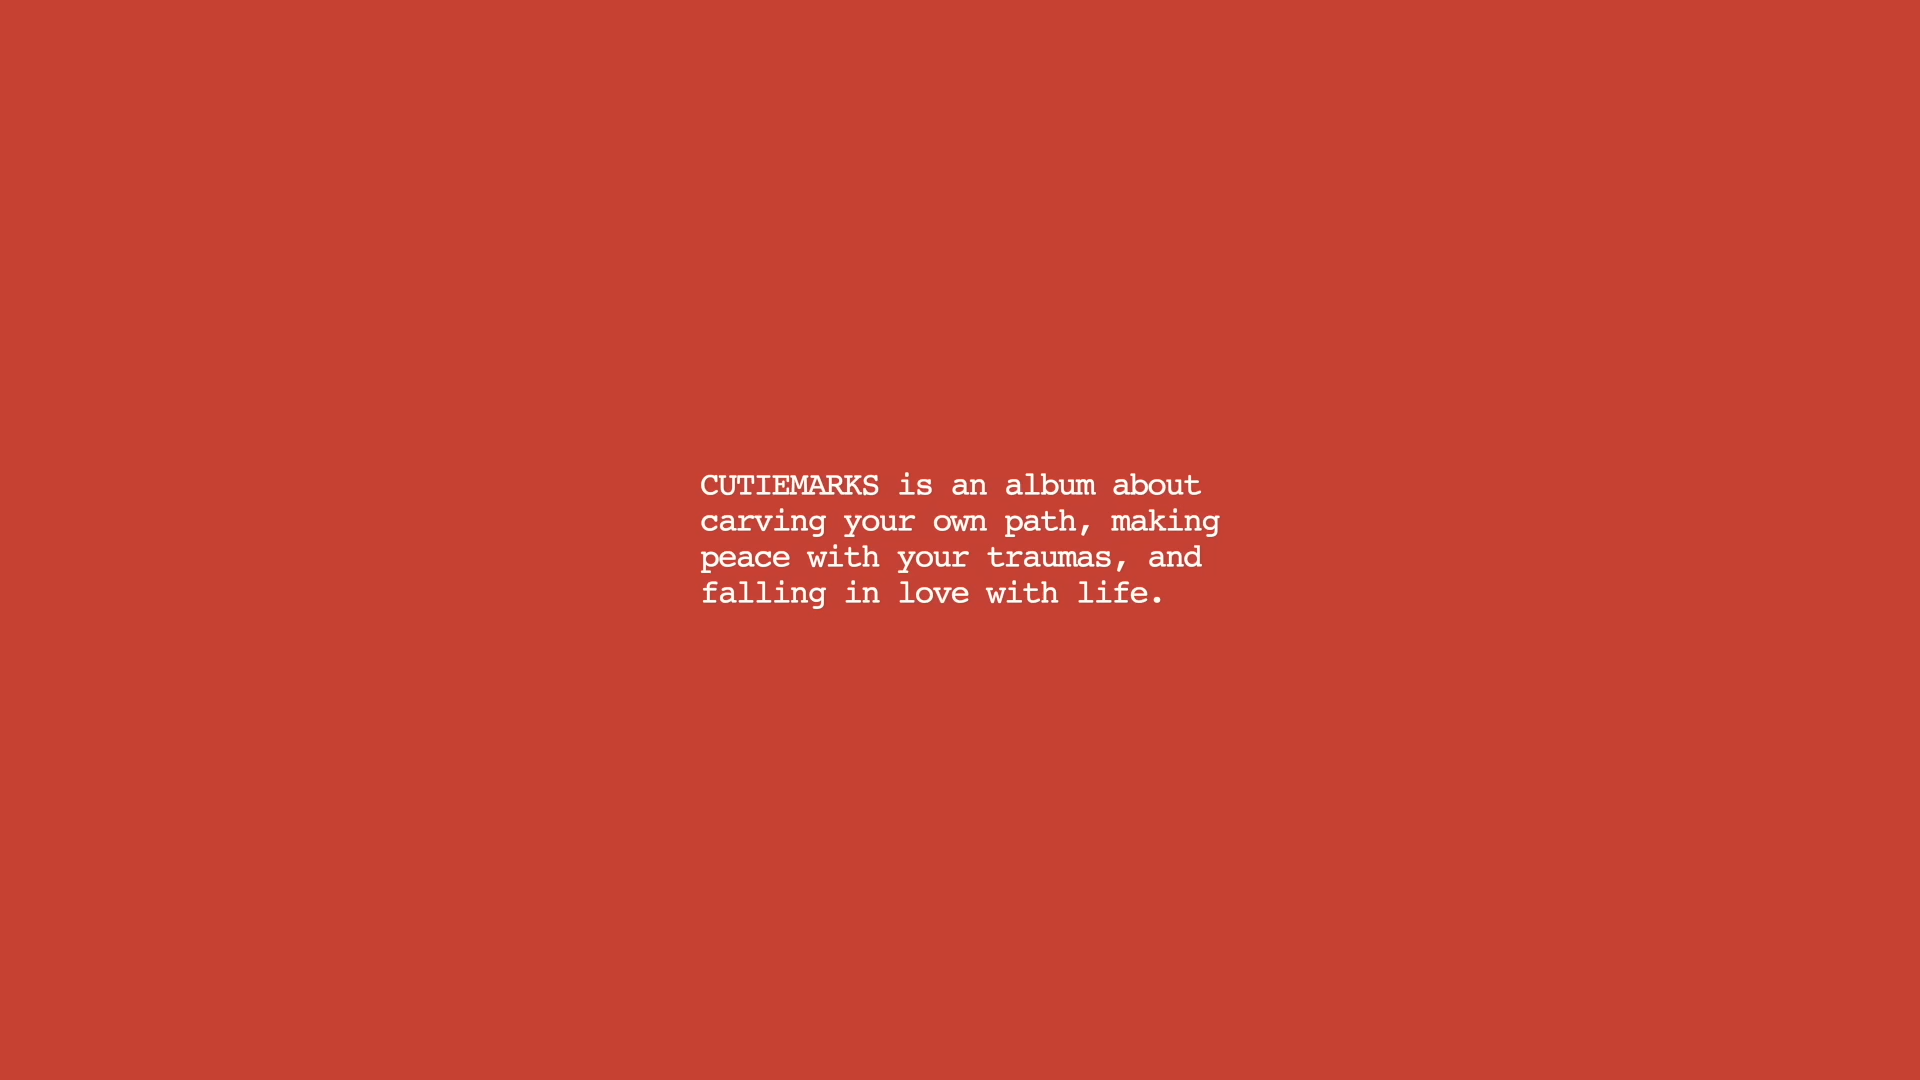 CUTIEMARKS is an album about
carving your own path, making
peace with your traumas, and
falling in love with life.